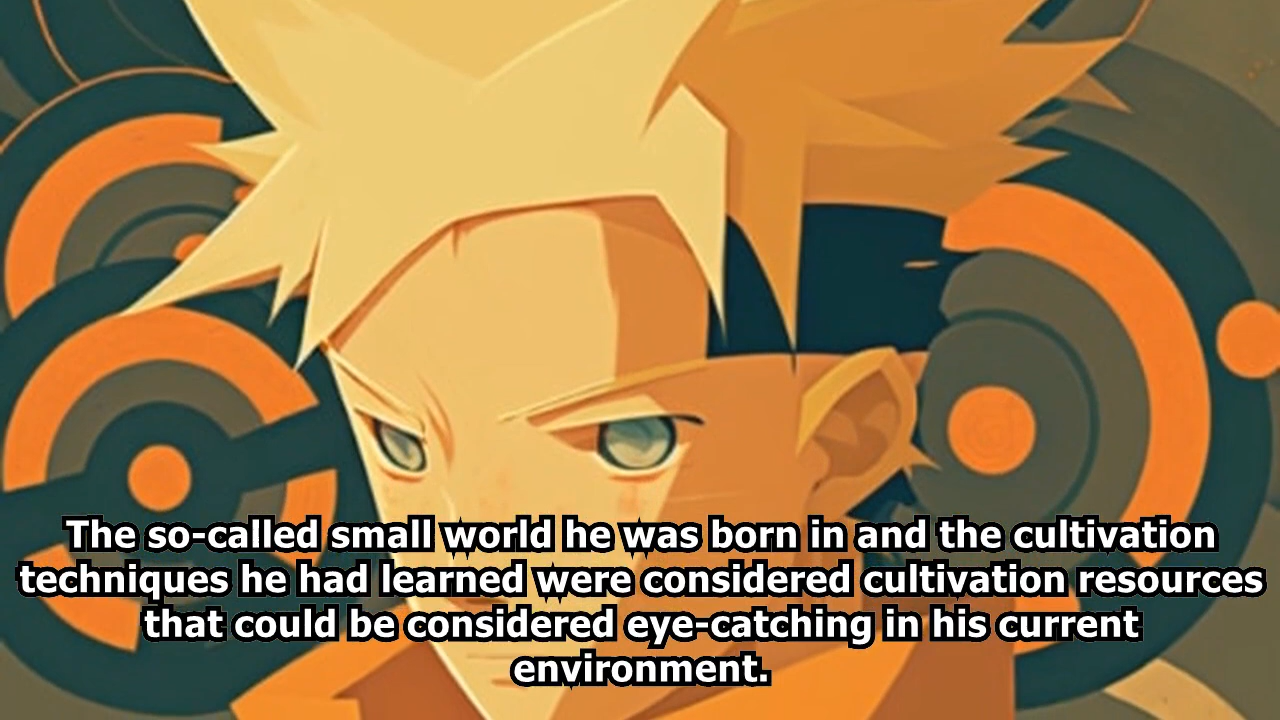 The so-called small world he was born in and the cultivation
techniques he had learned were considered cultivation resources
that could be considered eye-catching in his current
environment.